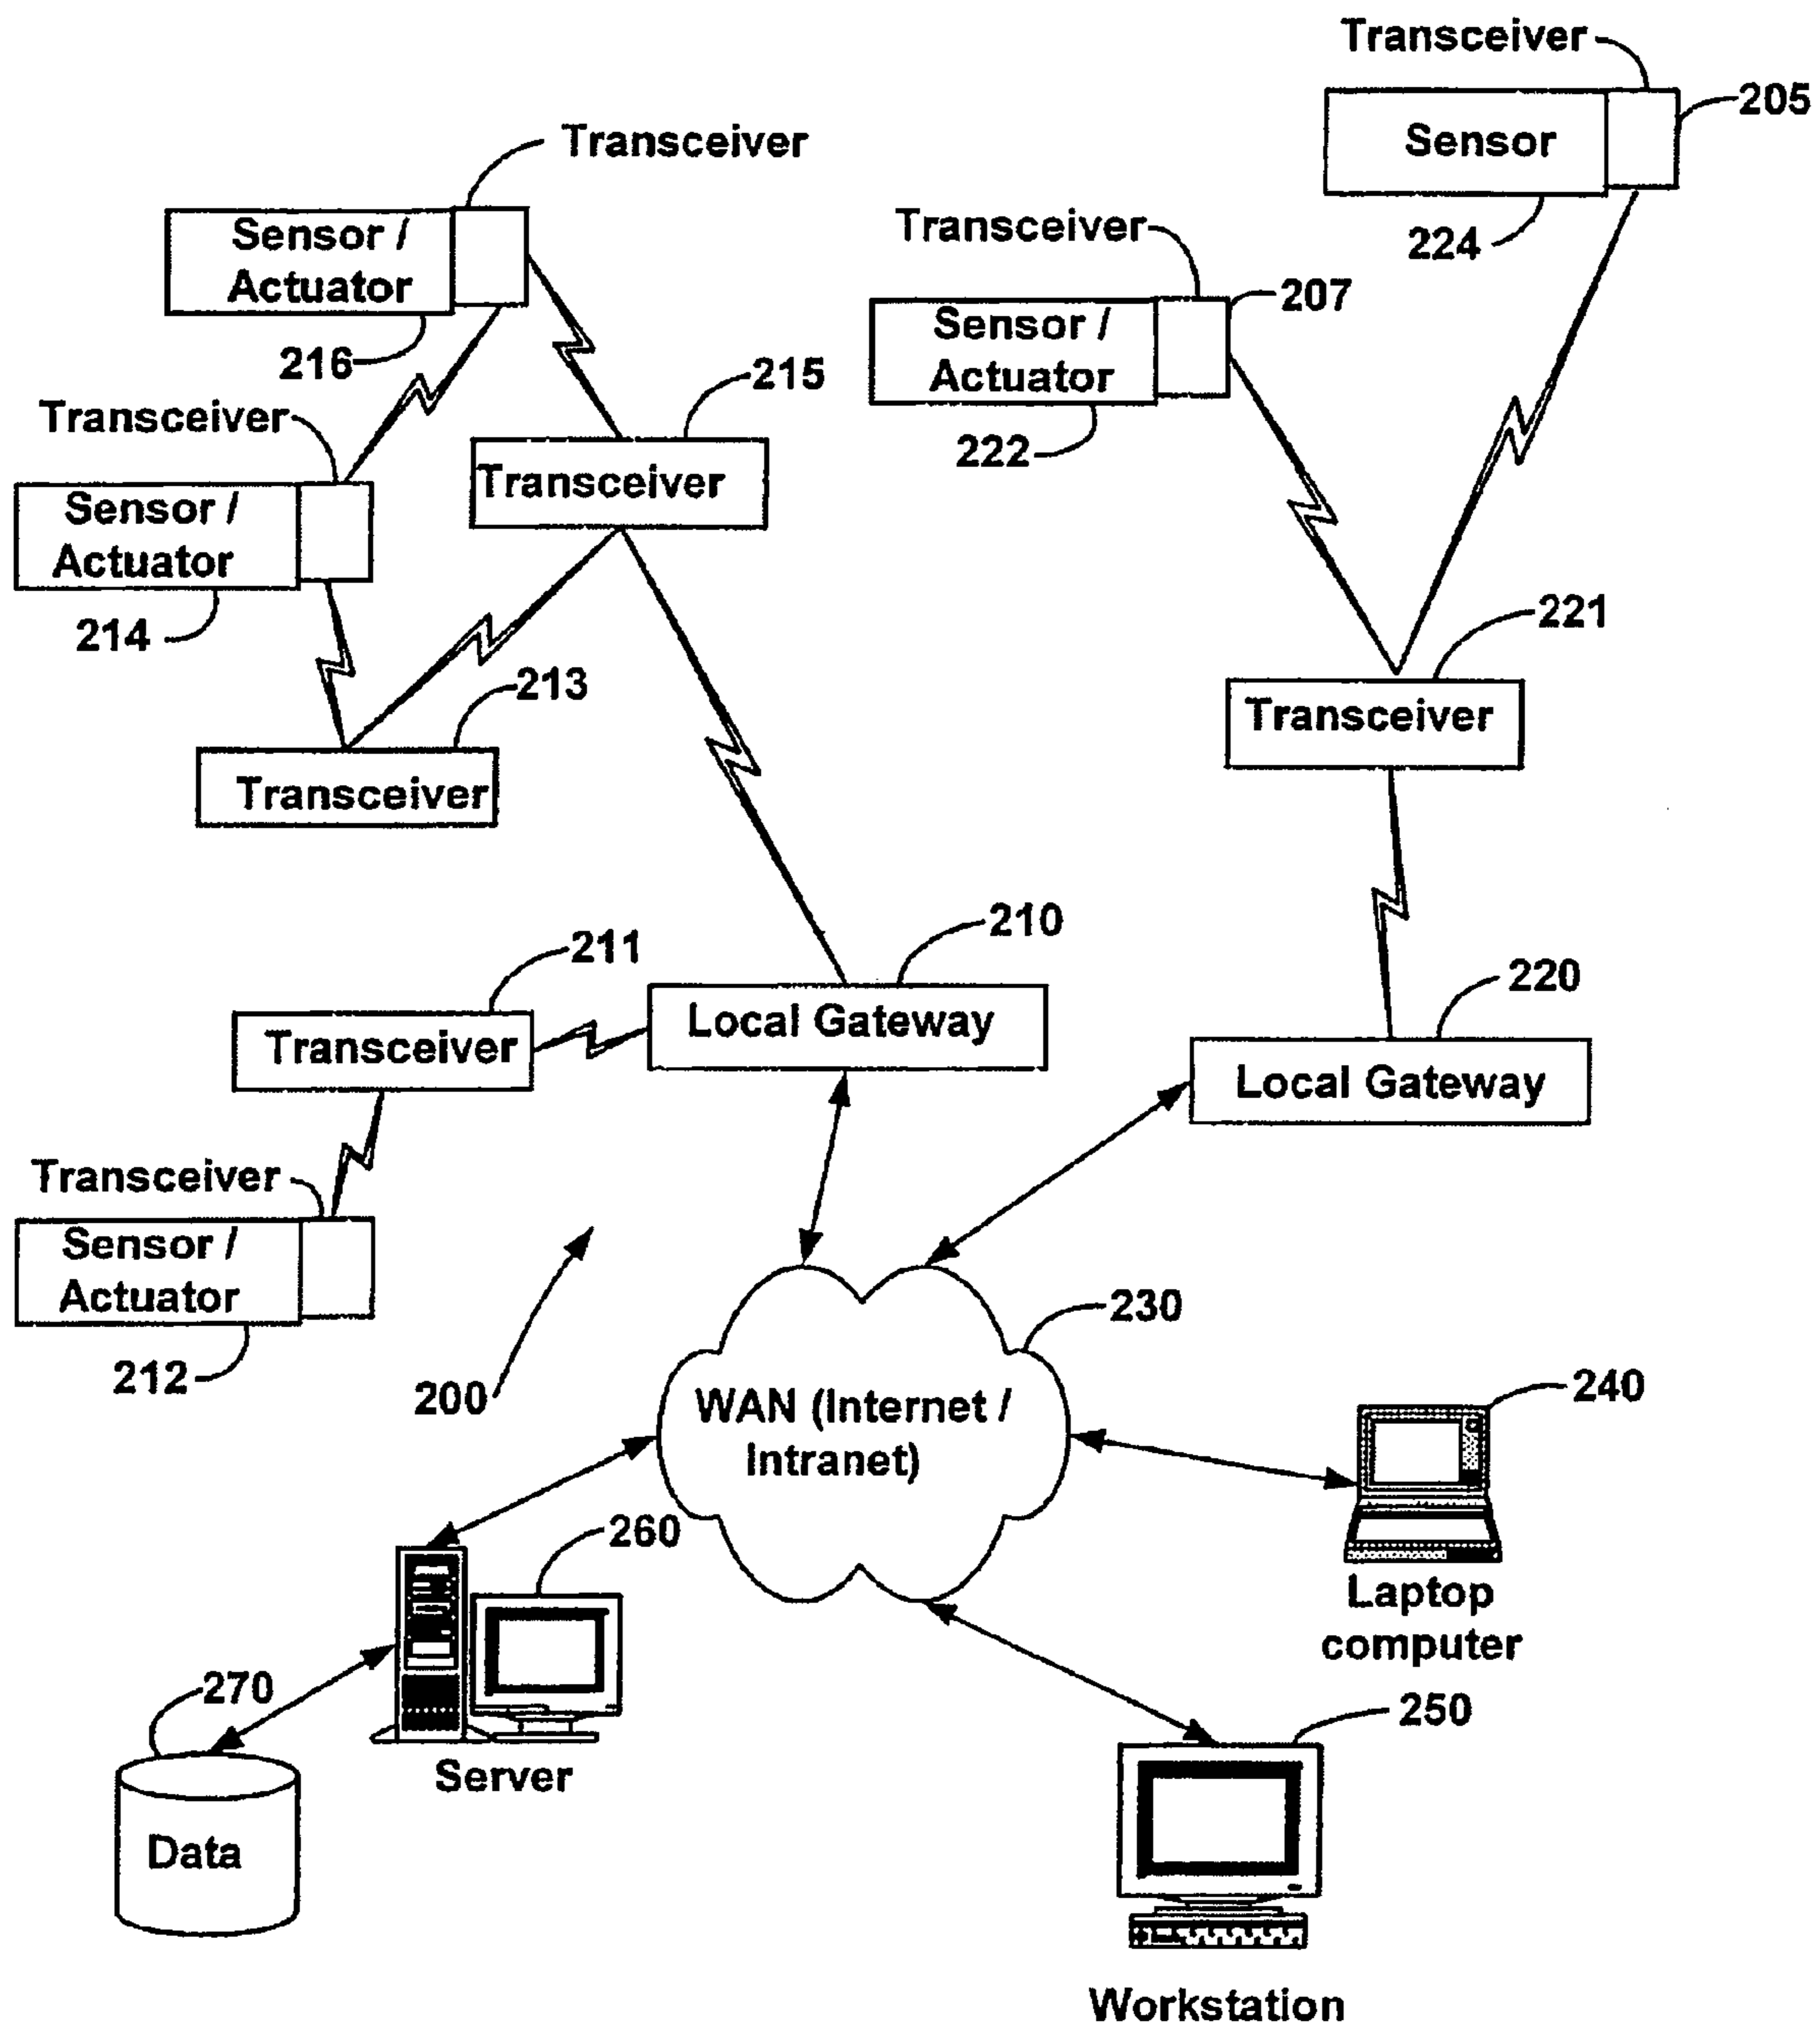 Transceiver
205
Sensor
Transceiver
224
Sensor /
Actuator
Transceiver
207
216
215
Sensor /
Actuator
Transceiver
222
Transceiver
Sensor /
Actuator
214
221
213
Transceiver
Transceiver
210
211
220
Local Gateway
Transceiver
Local Gateway
Transceiver
Sensor /
Actuator
230
212
200
240
WAN (Internet /
Intranet)
260
Laptop
computer
270
250
Server
Data
Workstation